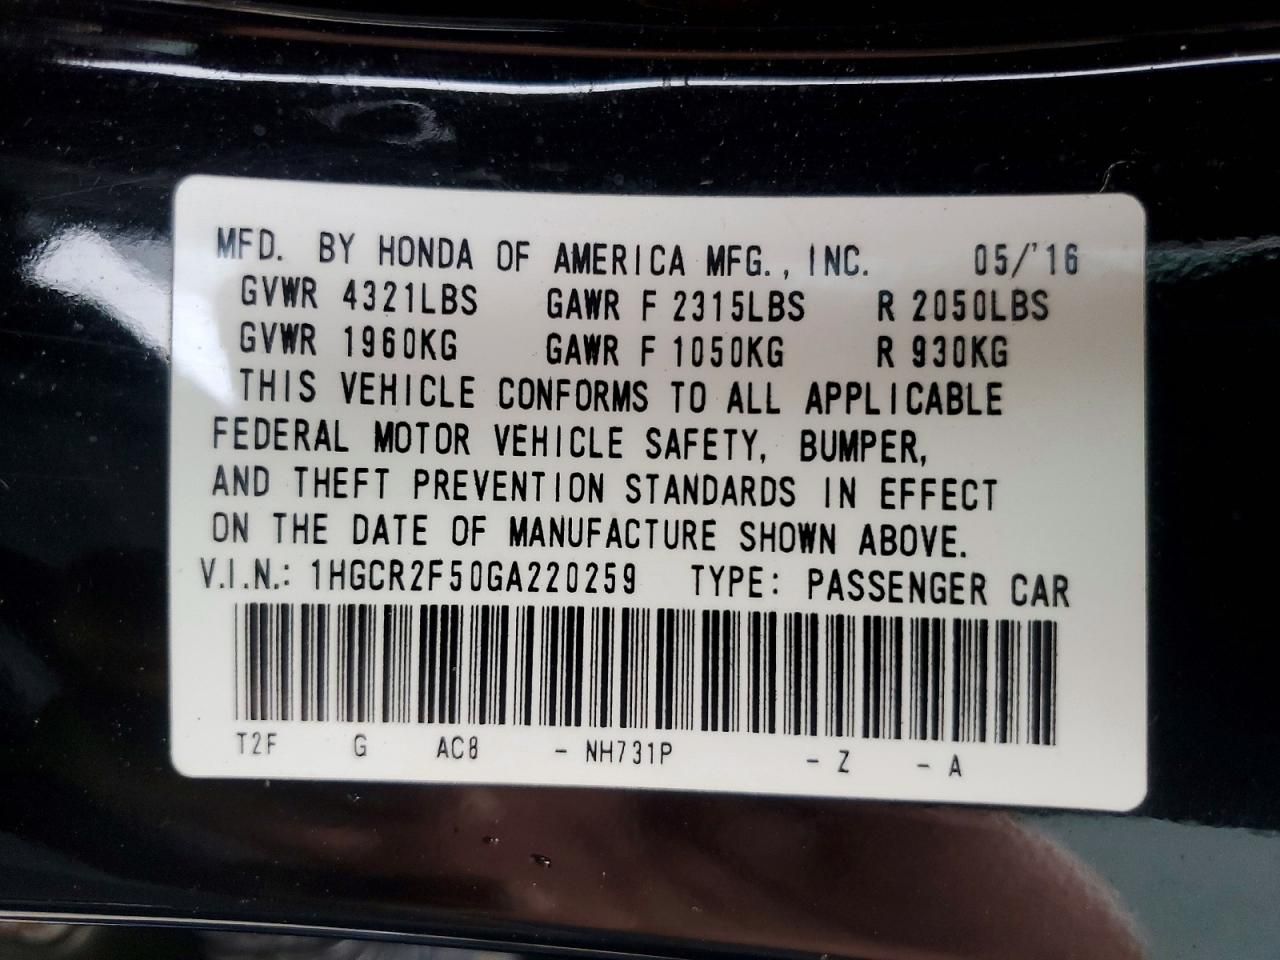 MFD. BY HONDA OF AMERICA MFG., INC. 05/'16
GVWR 4321LBS GAWR F 2315LBS R 2050LBS
GVWR 1960KG GAWR F 1050KG R 930KG
THIS VEHICLE CONFORMS TO ALL APPLICABLE
FEDERAL MOTOR VEHICLE SAFETY, BUMPER,
AND THEFT PREVENTION STANDARDS IN EFFECT
ON THE DATE OF MANUFACTURE SHOWN ABOVE.
V.I.N.: 1HGCR2F50GA220259 TYPE: PASSENGER CAR
T2F G AC8 - NH731P - Z - A